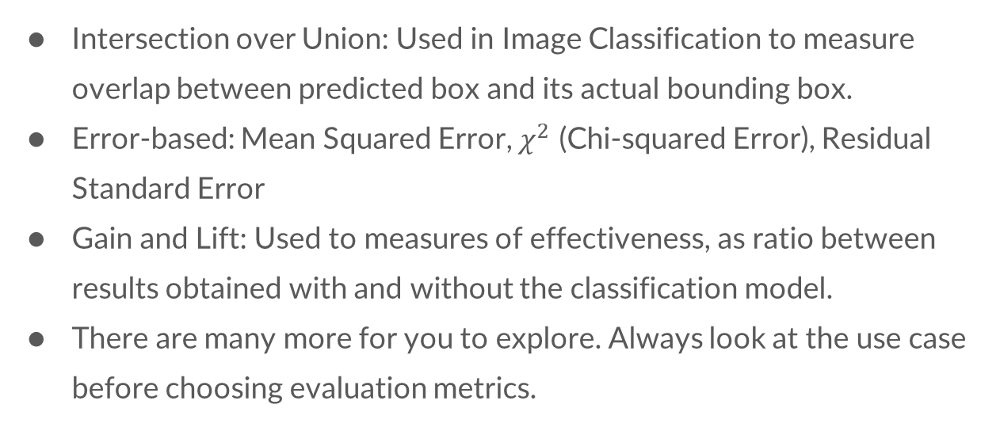 ● Intersection over Union: Used in Image Classification to measure
overlap between predicted box and its actual bounding box.
● Error-based: Mean Squared Error, χ² (Chi-squared Error), Residual
Standard Error
● Gain and Lift: Used to measures of effectiveness, as ratio between
results obtained with and without the classification model.
● There are many more for you to explore. Always look at the use case
before choosing evaluation metrics.